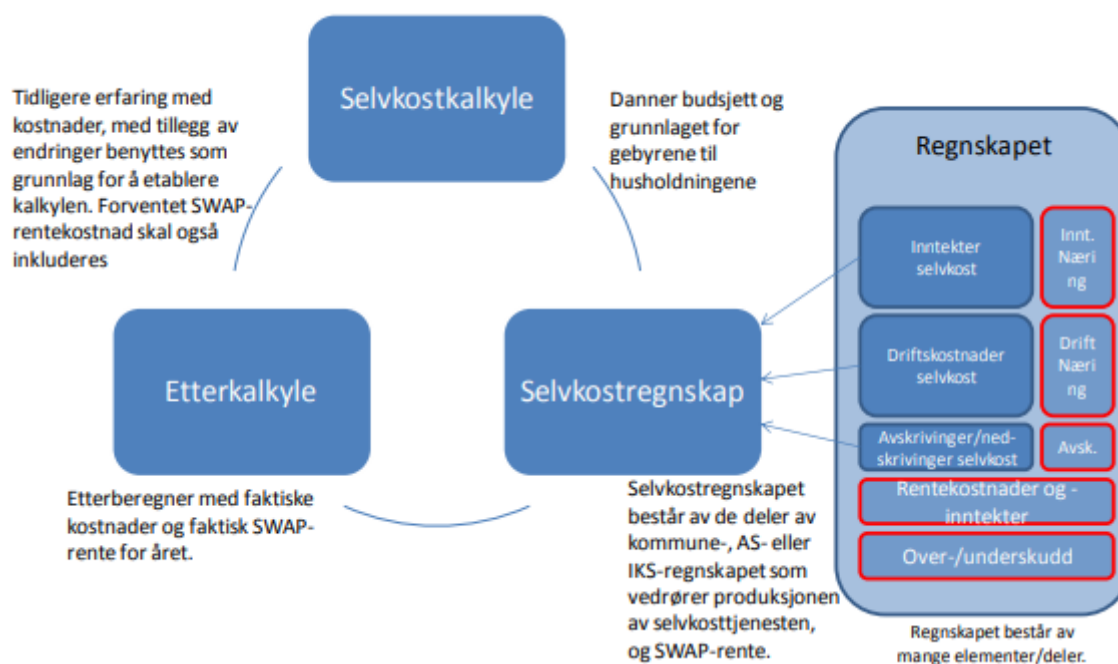 Selvkostkalkyle
Tidligere erfaring med
kostnader, med tillegg av
endringer benyttes som
grunnlag for å etablere
kalkylen. Forventet SWAP-
rentekostnad skal også
inkluderes
Danner budsjett og
grunnlaget for
gebyrene til
husholdningene
Etterkalkyle
Selvkostregnskap
Etterberegner med faktiske
kostnader og faktisk SWAP-
rente for året.
Selvkostregnskapet
består av de deler av
kommune-, AS- eller
IKS-regnskapet som
vedrører produksjonen
av selvkosttjenesten,
og SWAP-rente.
Regnskapet
Inntekter
selvkost
Innt.
Næri
ng
Driftskostnader
selvkost
Drift
Næri
ng
Avskrivinger/ned-
skrivinger selvkost
Avsk.
Rentekostnader og -
inntekter
Over-/underskudd
Regnskapet består av
mange elementer/deler.